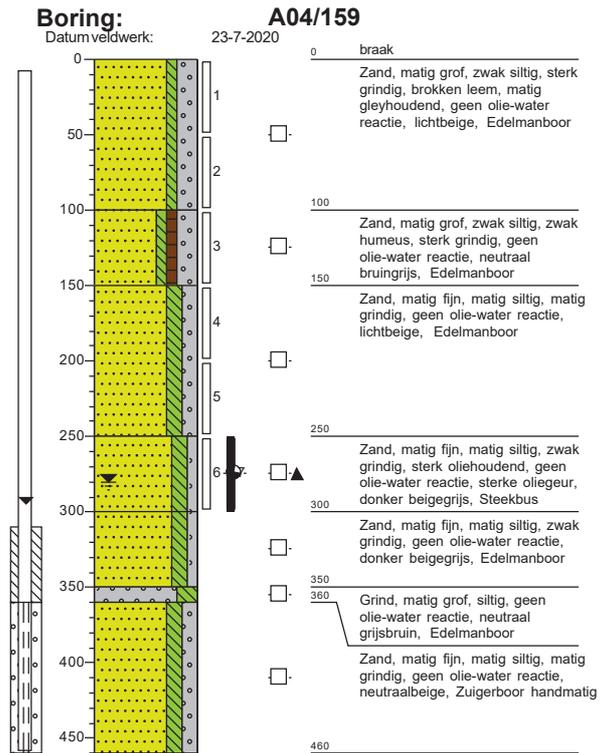 Boring: A04/159
Datum veldwerk: 23-7-2020
0
50
100
150
200
250
300
350
400
450
1
2
3
4
5
6
7
0 braak
Zand, matig grof, zwak siltig, sterk
grindig, brokken leem, matig
gleyhoudend, geen olie-water
reactie, lichtbeige, Edelmanboor
100
Zand, matig grof, zwak siltig, zwak
humeus, sterk grindig, geen
olie-water reactie, neutraal
bruingrijs, Edelmanboor
150
Zand, matig fijn, matig siltig, matig
grindig, geen olie-water reactie,
lichtbeige, Edelmanboor
250
Zand, matig fijn, matig siltig, zwak
grindig, sterk oliehoudend, geen
olie-water reactie, sterke oliegeur,
donker beigegrijs, Steekbus
300
Zand, matig fijn, matig siltig, zwak
grindig, geen olie-water reactie,
donker beigegrijs, Edelmanboor
350
360
Grind, matig grof, siltig, geen
olie-water reactie, neutraal
grijsbruin, Edelmanboor
Zand, matig fijn, matig siltig, matig
grindig, geen olie-water reactie,
neutraalbeige, Zuigerboor handmatig
460